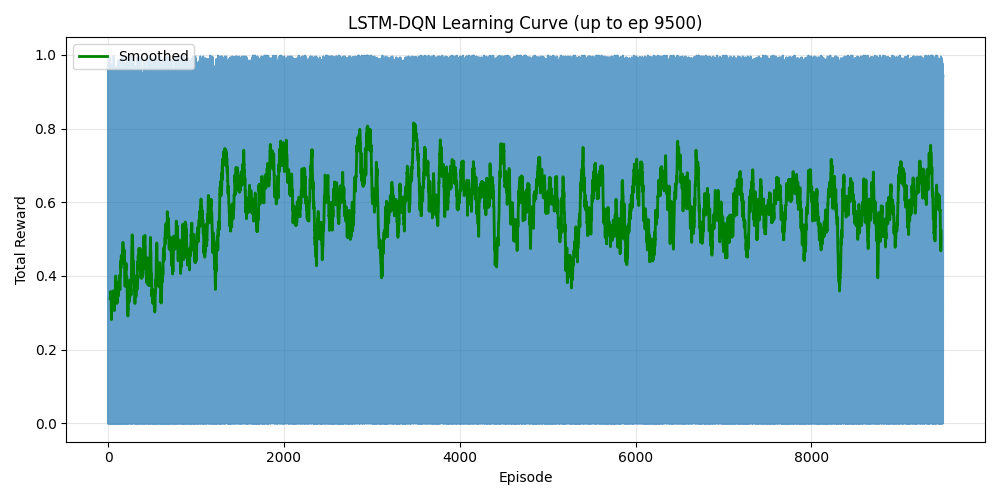 LSTM-DQN Learning Curve (up to ep 9500)
Smoothed
1.0
0.8
0.6
0.4
0.2
0.0
Total Reward
0 2000 4000 6000 8000
Episode